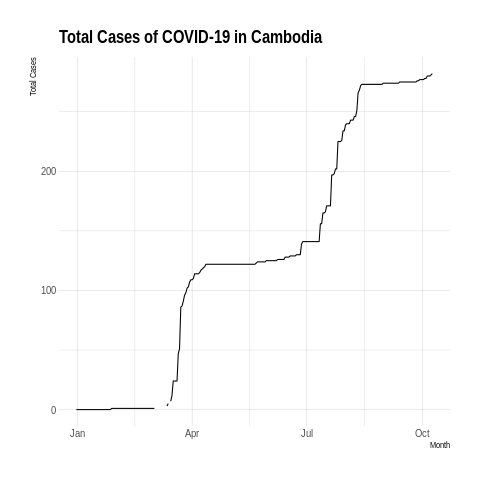 Total Cases of COVID-19 in Cambodia
Total Cases
200
100
0
Jan Apr Jul Oct
Month